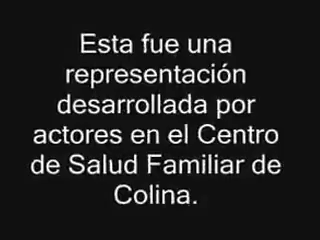 Esta fue una
representación
desarrollada por
actores en el Centro
de Salud Familiar de
Colina.